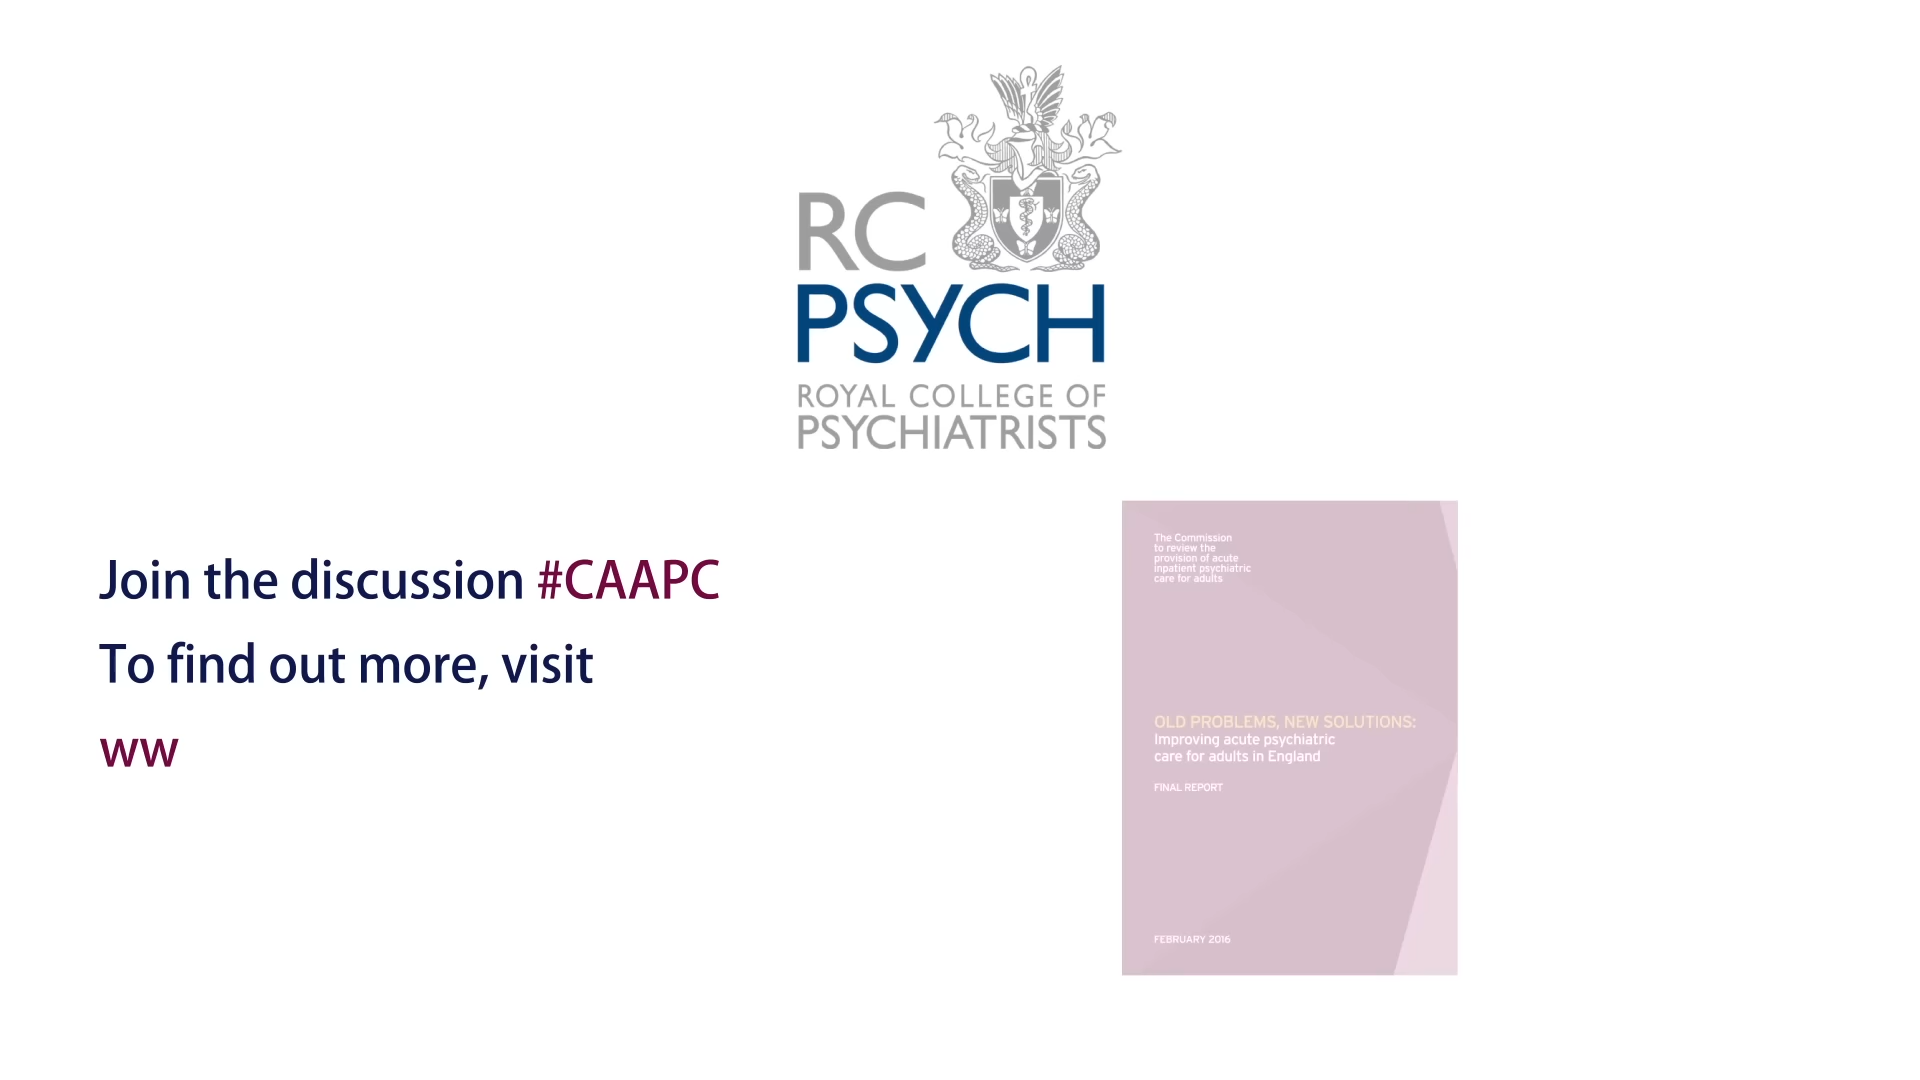 RC
PSYCH
ROYAL COLLEGE OF
PSYCHIATRISTS
Join the discussion #CAAPC
To find out more, visit
ww
The Commission
to review the
provision of acute
inpatient psychiatric
care for adults
OLD PROBLEMS, NEW SOLUTIONS:
Improving acute psychiatric
care for adults in England
FINAL REPORT
FEBRUARY 2016